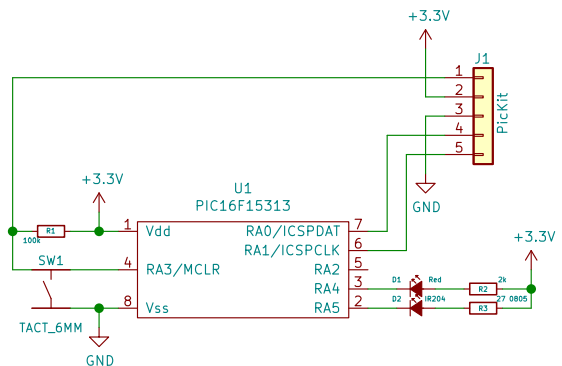 +3.3V
J1
1
2
3
4
5
PicKit
GND
+3.3V
U1
PIC16F15313
R1
100k
1 Vdd RA0/ICSPDAT 7
RA1/ICSPCLK 6
SW1
4 RA3/MCLR RA2 5
RA4 3
8 Vss RA5 2
TACT_6MM
GND
+3.3V
D1 Red 2k
R2
D2 IR204 27 0805
R3